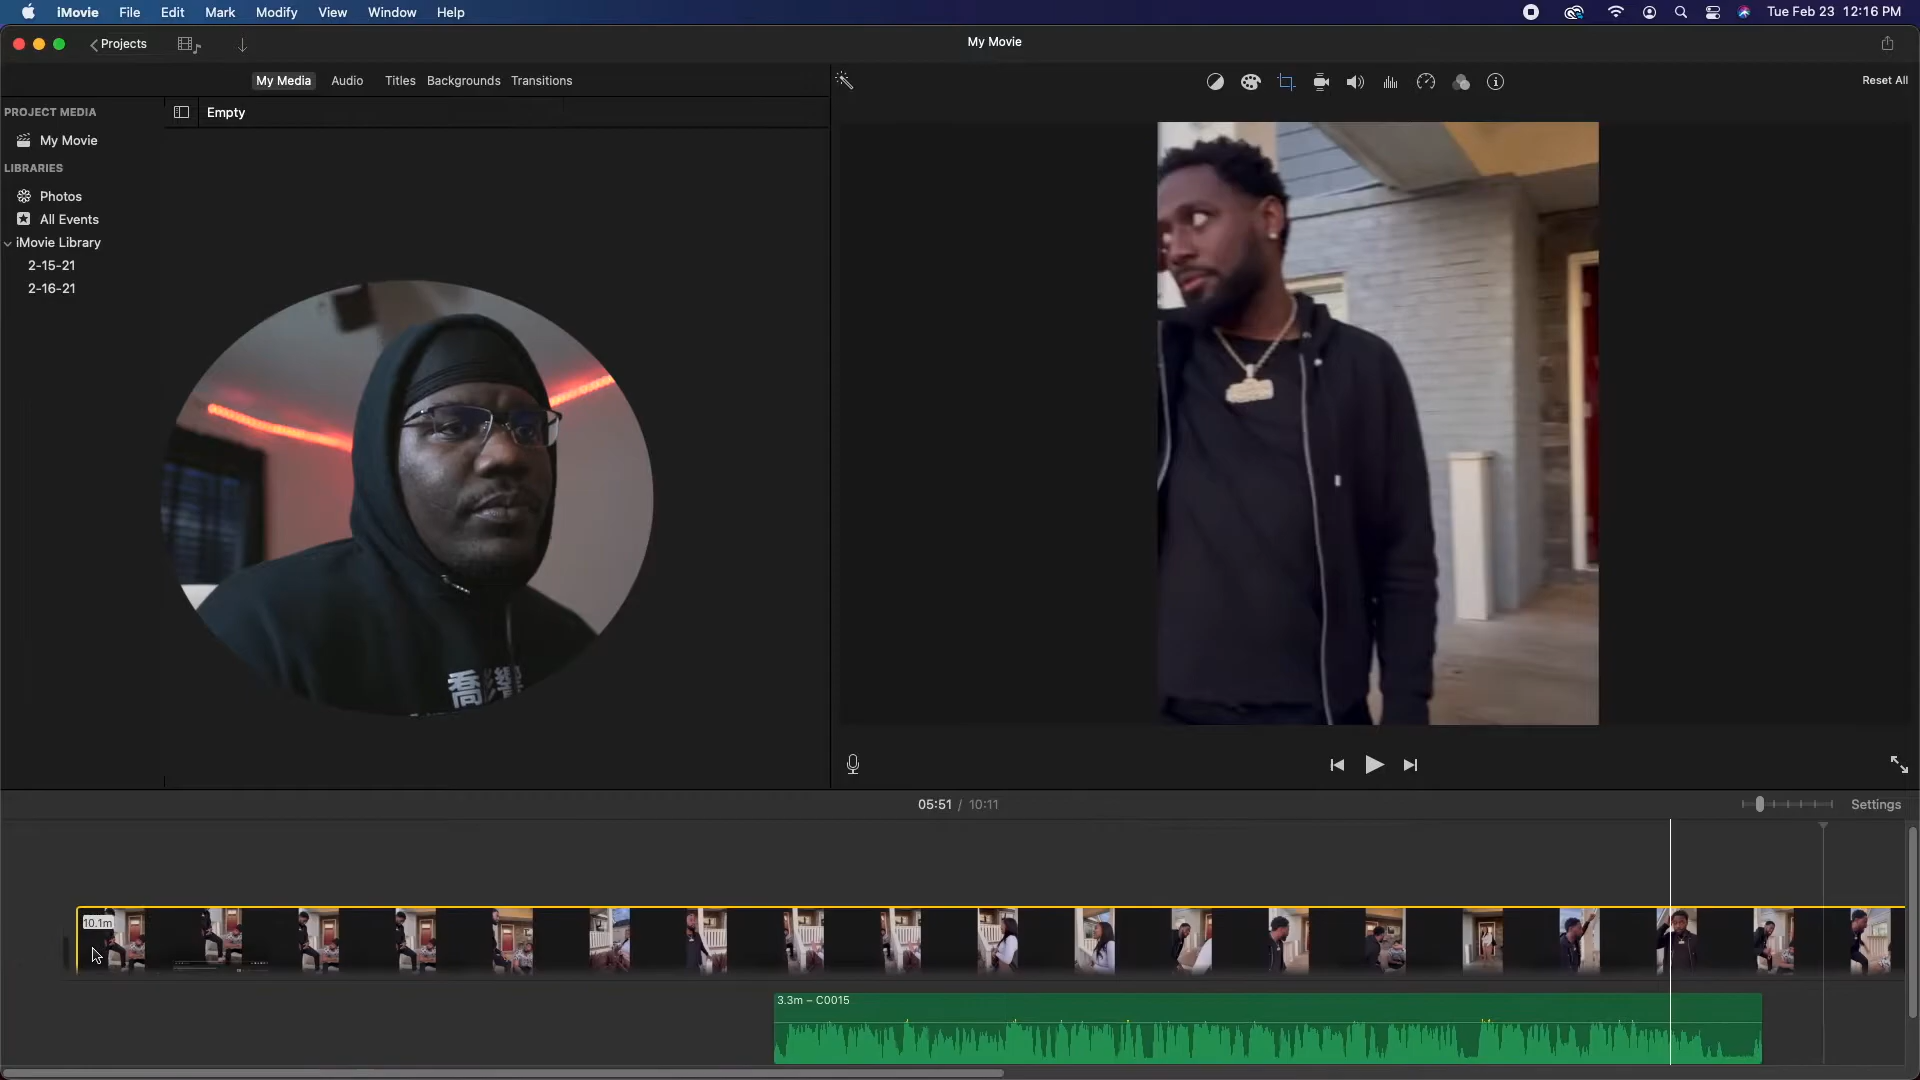 iMovie File Edit Mark Modify View Window Help Tue Feb 23 12:16 PM
Projects My Movie
My Media Audio Titles Backgrounds Transitions Reset All
PROJECT MEDIA
Empty
My Movie
LIBRARIES
Photos
All Events
iMovie Library
2-15-21
2-16-21
05:51 / 10:11 Settings
10.1m
3.3m – C0015